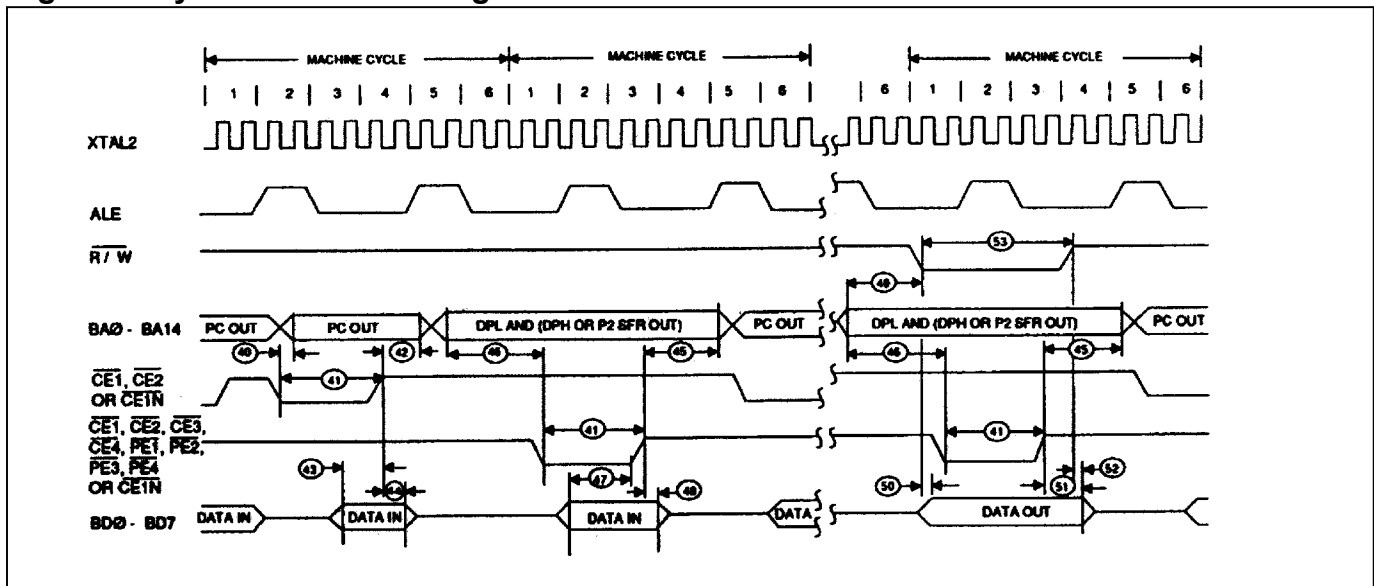 MACHINE CYCLE MACHINE CYCLE MACHINE CYCLE
1 2 3 4 5 6 1 2 3 4 5 6 6 1 2 3 4 5 6
XTAL2
ALE
R / W
53
BAØ - BA14 PC OUT PC OUT DPL AND (DPH OR P2 SFR OUT) PC OUT DPL AND (DPH OR P2 SFR OUT) PC OUT
40 42 46 45 46 45
CE1, CE2
OR CE1N
41
CE1, CE2, CE3,
CE4, PE1, PE2,
PE3, PE4
OR CE1N
41 41
43 44 47 48 50 51 52
BDØ - BD7 DATA IN DATA IN DATA IN DATA DATA OUT